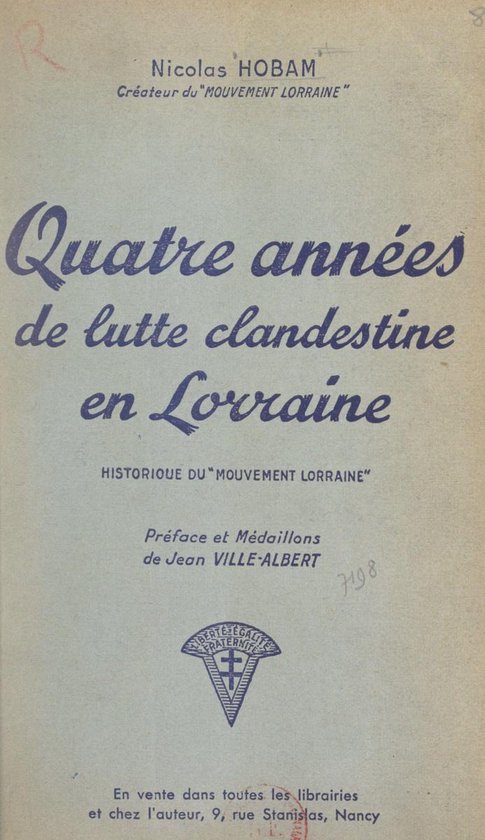 R
8
Nicolas HOBAM
Créateur du "MOUVEMENT LORRAINE"
Quatre années
de lutte clandestine
en Lorraine
HISTORIQUE DU "MOUVEMENT LORRAINE"
Préface et Médaillons
de Jean VILLE-ALBERT
7198
LIBERTÉ-ÉGALITÉ
FRATERNITÉ
En vente dans toutes les librairies
et chez l'auteur, 9, rue Stanislas, Nancy